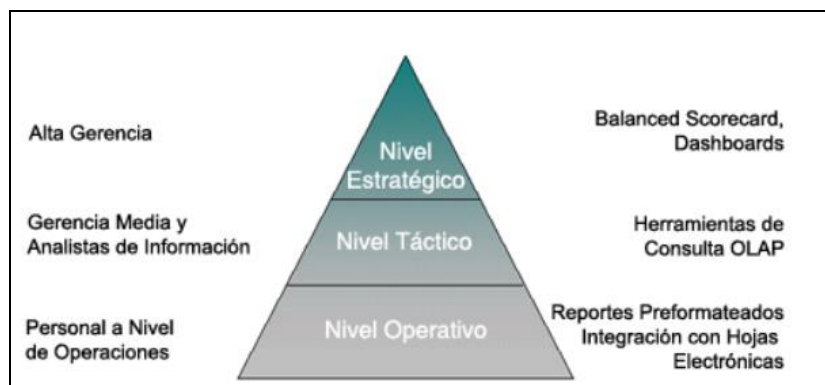 Alta Gerencia
Nivel
Estratégico
Balanced Scorecard,
Dashboards
Gerencia Media y
Analistas de Información
Nivel Táctico
Herramientas de
Consulta OLAP
Personal a Nivel
de Operaciones
Nivel Operativo
Reportes Preformateados
Integración con Hojas
Electrónicas